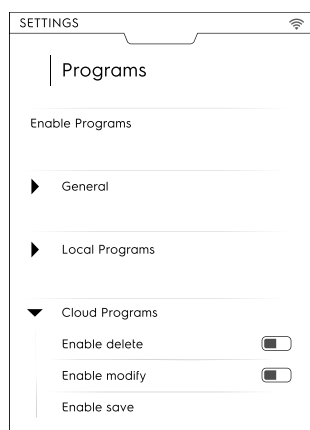 SETTINGS
Programs
Enable Programs
General
Local Programs
Cloud Programs
Enable delete
Enable modify
Enable save